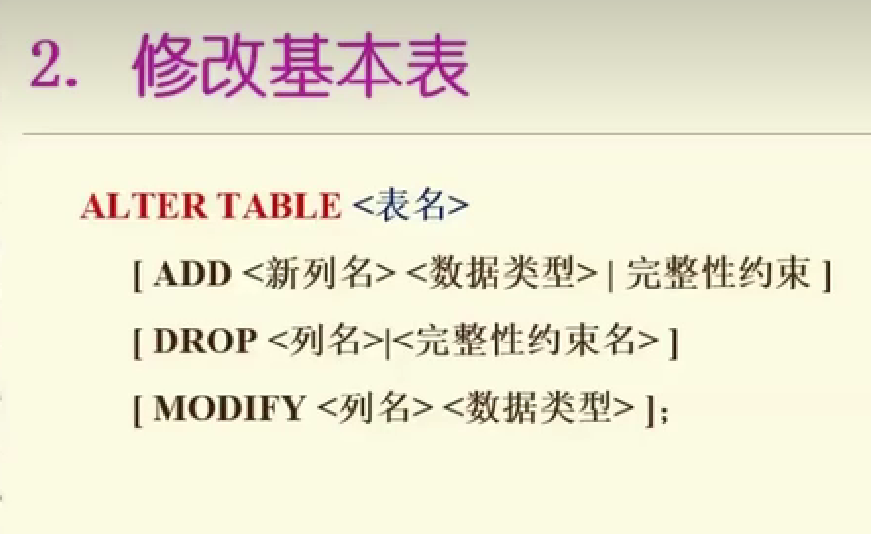 2. 修改基本表
ALTER TABLE <表名>
[ ADD <新列名> <数据类型> | 完整性约束 ]
[ DROP <列名>|<完整性约束名> ]
[ MODIFY <列名> <数据类型> ];